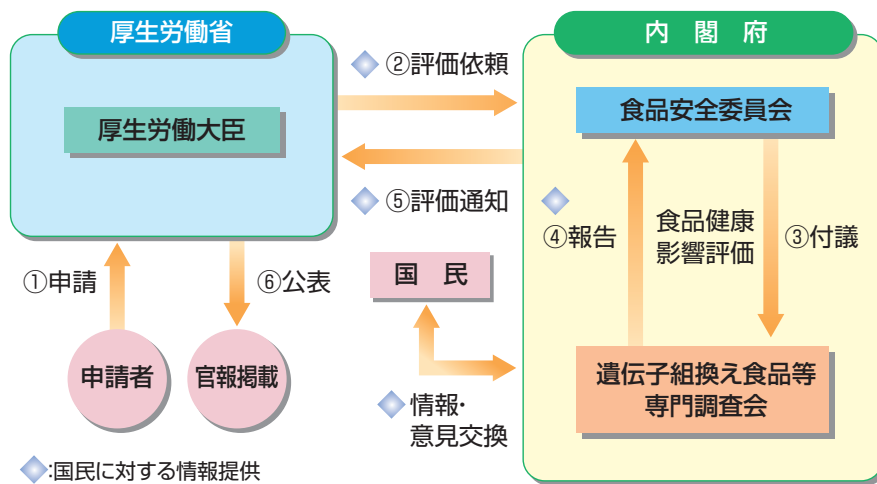 厚生労働省
内閣府
②評価依頼
厚生労働大臣
食品安全委員会
⑤評価通知
④報告
食品健康
影響評価
③付議
①申請
⑥公表
国民
申請者
官報掲載
遺伝子組換え食品等
専門調査会
情報・
意見交換
:国民に対する情報提供